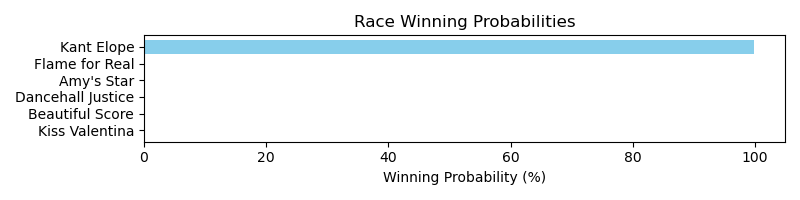 Race Winning Probabilities
Kant Elope
Flame for Real
Amy's Star
Dancehall Justice
Beautiful Score
Kiss Valentina
0 20 40 60 80 100
Winning Probability (%)